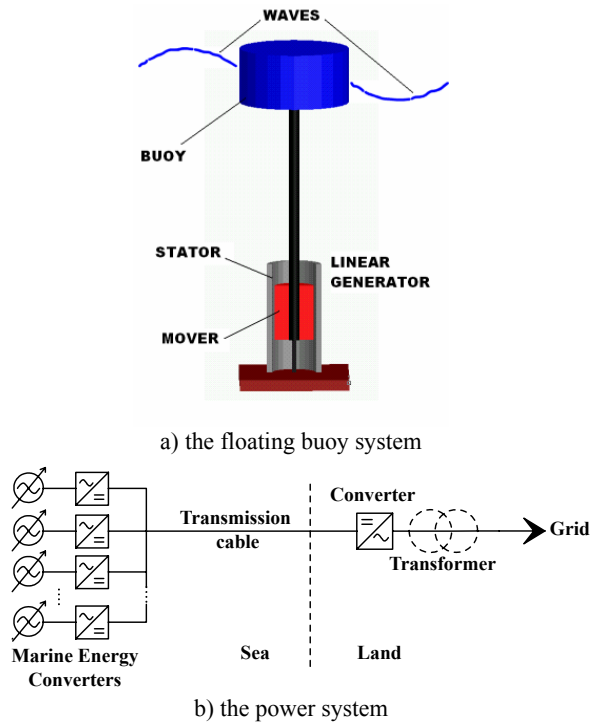 WAVES
BUOY
STATOR
LINEAR
GENERATOR
MOVER
a) the floating buoy system
Converter
Transmission
cable
Grid
Transformer
Marine Energy
Converters
Sea
Land
b) the power system